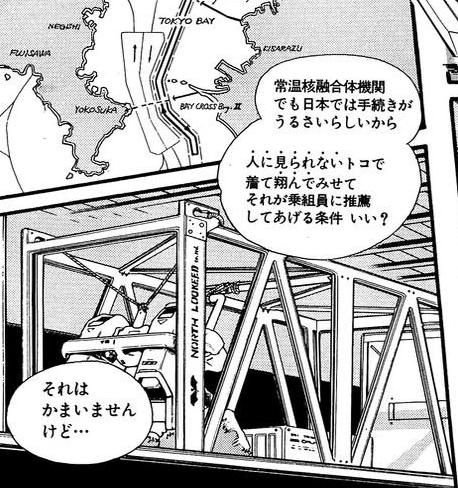 NEGISHI
TOKYO BAY
FUJISAWA
KISARAZU
YOKOSUKA
BAY CROSS
常温核融合体機関
でも日本では手続きが
うるさいらしいから
人に見られないトコで
着て翔んでみせて
それが乗組員に推薦
してあげる条件 いい?
NORTH LOOREED
それは
かまいません
けど…